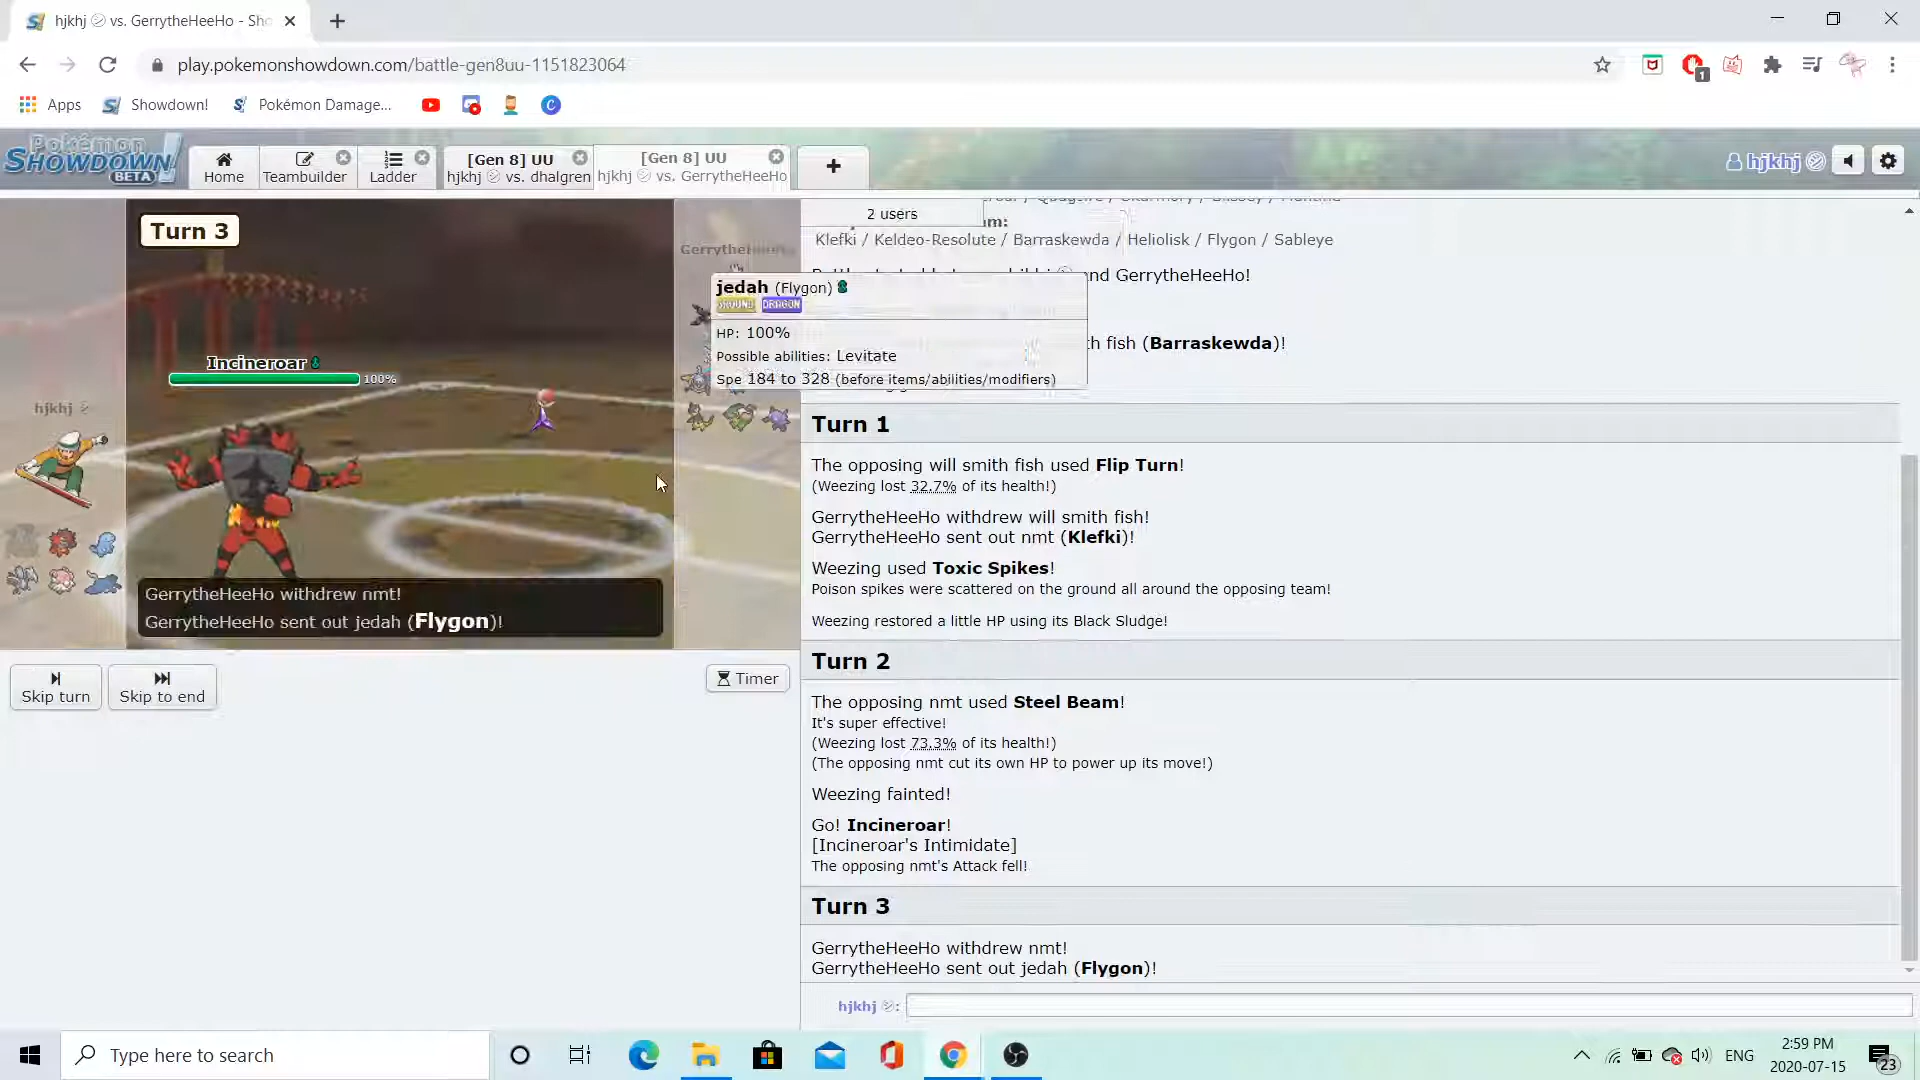 hjkhj vs. GerrytheHeeHo - Sho
play.pokemonshowdown.com/battle-gen8uu-1151823064
1
Apps
Showdown!
Pokémon Damage...
Pokémon
SHOWDOWN!
BETA
Home
Teambuilder
Ladder
[Gen 8] UU
hjkhj vs. dhalgren
[Gen 8] UU
hjkhj vs. GerrytheHeeHo
+
hjkhj
Turn 3
Incineroar
100%
hjkhj
GerrytheHee
jedah (Flygon)
GROUND DRAGON
HP: 100%
Possible abilities: Levitate
Spe 184 to 328 (before items/abilities/modifiers)
GerrytheHeeHo withdrew nmt!
GerrytheHeeHo sent out jedah (Flygon)!
Skip turn
Skip to end
Timer
2 users
Klefki / Keldeo-Resolute / Barraskewda / Heliolisk / Flygon / Sableye
and GerrytheHeeHo!
th fish (Barraskewda)!
Turn 1
The opposing will smith fish used Flip Turn!
(Weezing lost 32.7% of its health!)
GerrytheHeeHo withdrew will smith fish!
GerrytheHeeHo sent out nmt (Klefki)!
Weezing used Toxic Spikes!
Poison spikes were scattered on the ground all around the opposing team!
Weezing restored a little HP using its Black Sludge!
Turn 2
The opposing nmt used Steel Beam!
It's super effective!
(Weezing lost 73.3% of its health!)
(The opposing nmt cut its own HP to power up its move!)
Weezing fainted!
Go! Incineroar!
[Incineroar's Intimidate]
The opposing nmt's Attack fell!
Turn 3
GerrytheHeeHo withdrew nmt!
GerrytheHeeHo sent out jedah (Flygon)!
hjkhj :
Type here to search
ENG
2:59 PM
2020-07-15
23